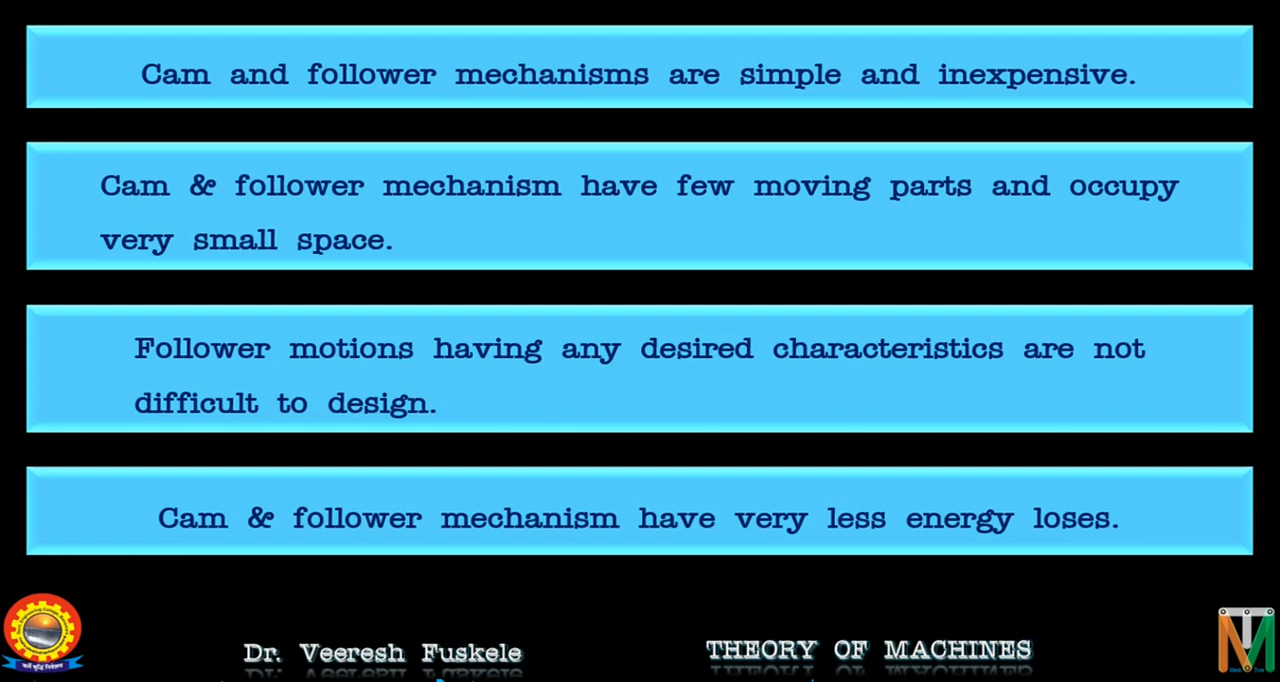 Cam and follower mechanisms are simple and inexpensive.
Cam & follower mechanism have few moving parts and occupy
very small space.
Follower motions having any desired characteristics are not
difficult to design.
Cam & follower mechanism have very less energy loses.
Dr. Veeresh Fuskele
THEORY OF MACHINES